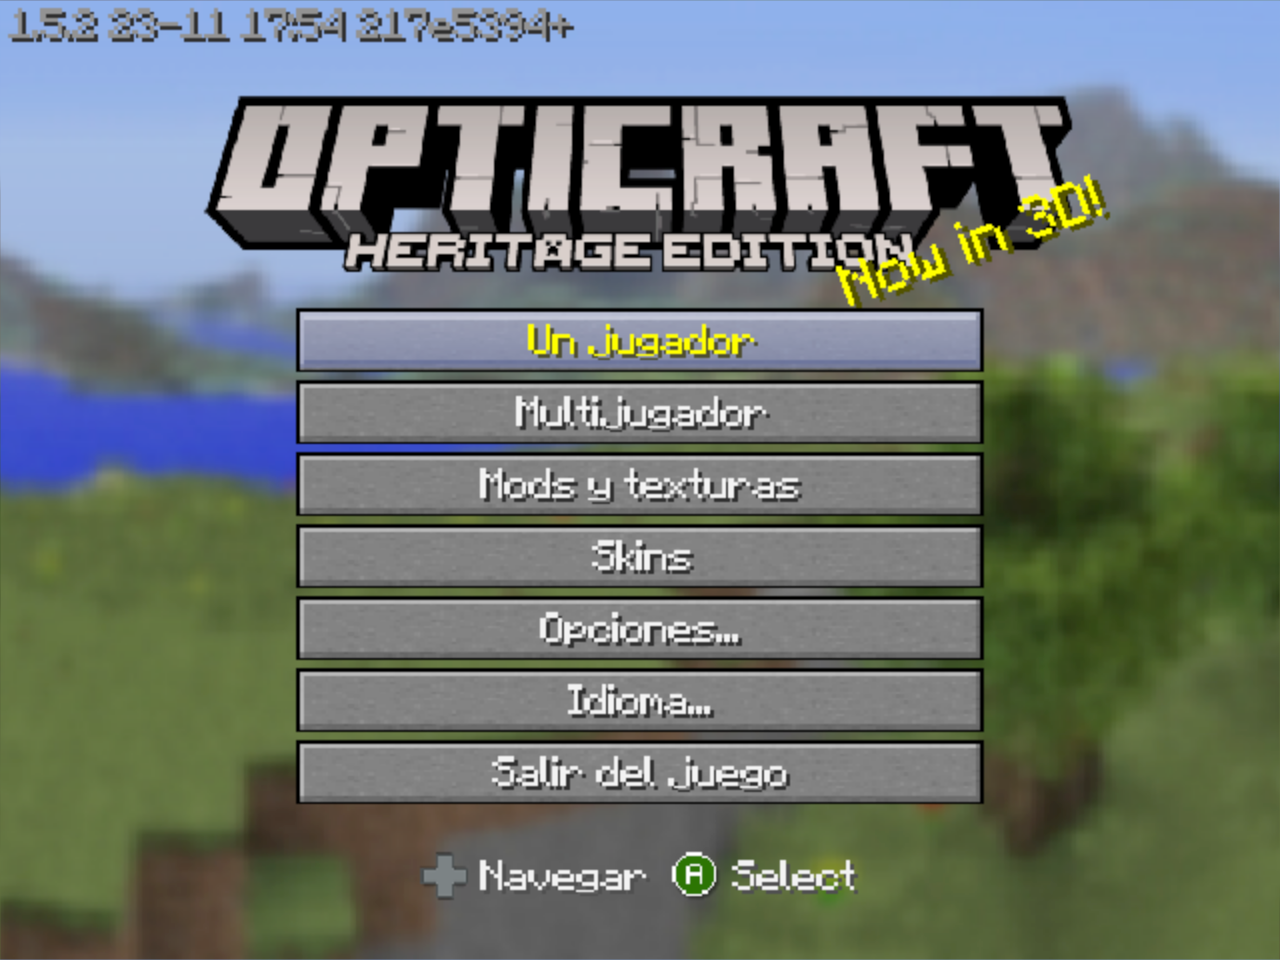 1.5.2 23-11 17:54 217e5394+
OPTICRAFT
HERITAGE EDITION
Now in 3D!
Un jugador
Multijugador
Mods y texturas
Skins
Opciones...
Idioma...
Salir del juego
Navegar A Select